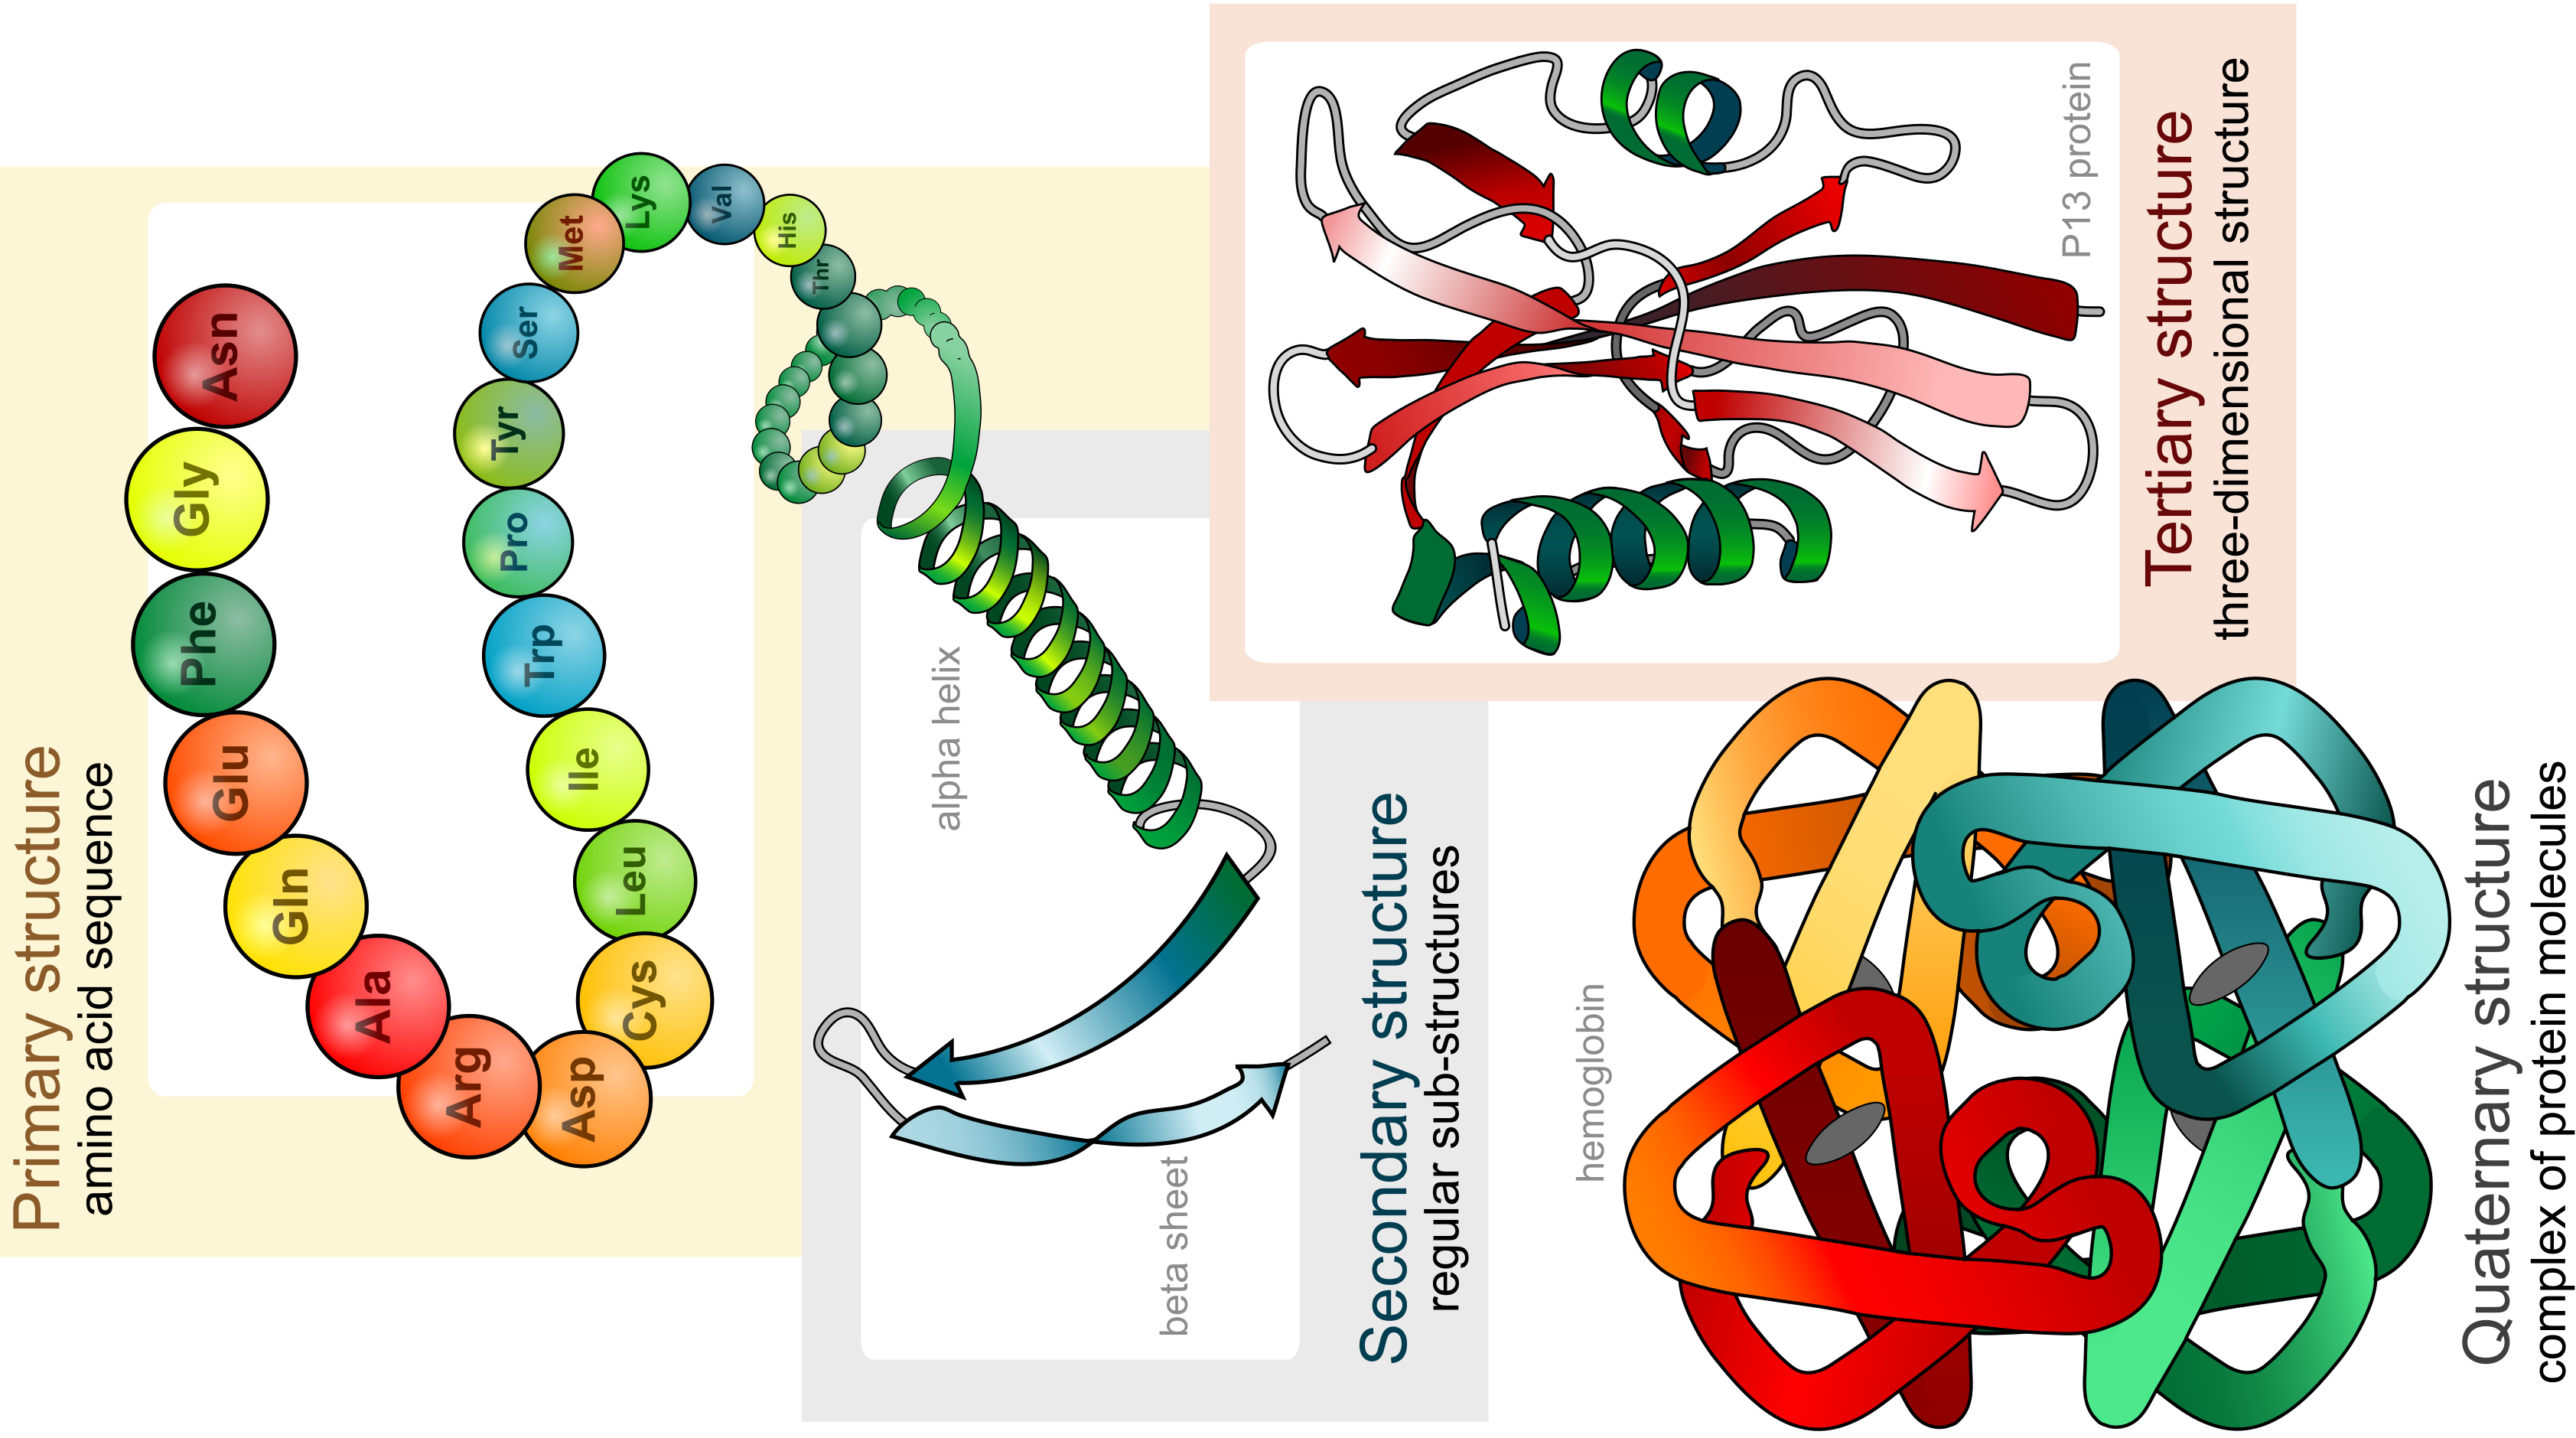 Primary structure
amino acid sequence
Asn
Gly
Phe
Glu
Gln
Ala
Arg
Asp
Cys
Leu
Ile
Trp
Pro
Tyr
Ser
Met
Lys
Val
His
Thr
alpha helix
beta sheet
Secondary structure
regular sub-structures
P13 protein
Tertiary structure
three-dimensional structure
hemoglobin
Quaternary structure
complex of protein molecules